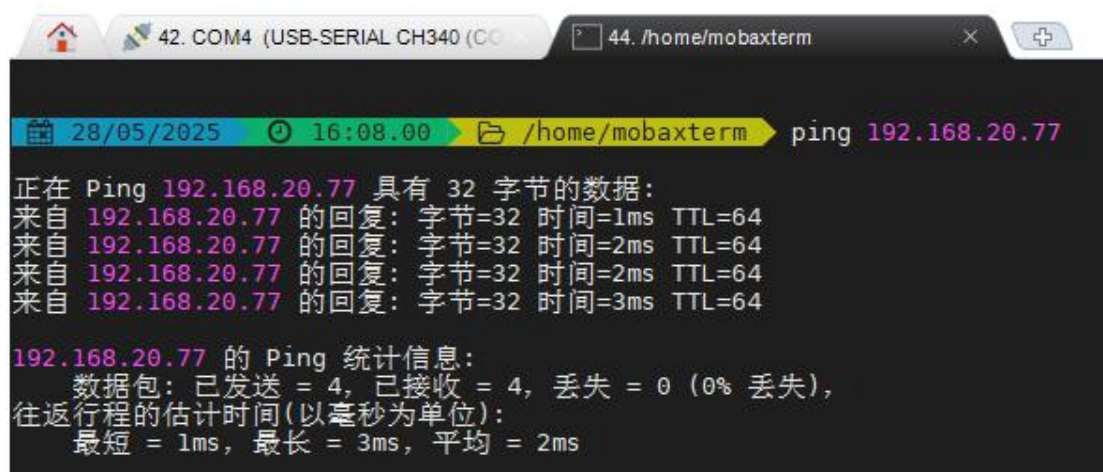 42. COM4 (USB-SERIAL CH340 (CO
44. /home/mobaxterm
28/05/2025 16:08.00 /home/mobaxterm ping 192.168.20.77
正在 Ping 192.168.20.77 具有 32 字节的数据:
来自 192.168.20.77 的回复: 字节=32 时间=1ms TTL=64
来自 192.168.20.77 的回复: 字节=32 时间=2ms TTL=64
来自 192.168.20.77 的回复: 字节=32 时间=2ms TTL=64
来自 192.168.20.77 的回复: 字节=32 时间=3ms TTL=64
192.168.20.77 的 Ping 统计信息:
数据包: 已发送 = 4, 已接收 = 4, 丢失 = 0 (0% 丢失),
往返行程的估计时间(以毫秒为单位):
最短 = 1ms, 最长 = 3ms, 平均 = 2ms